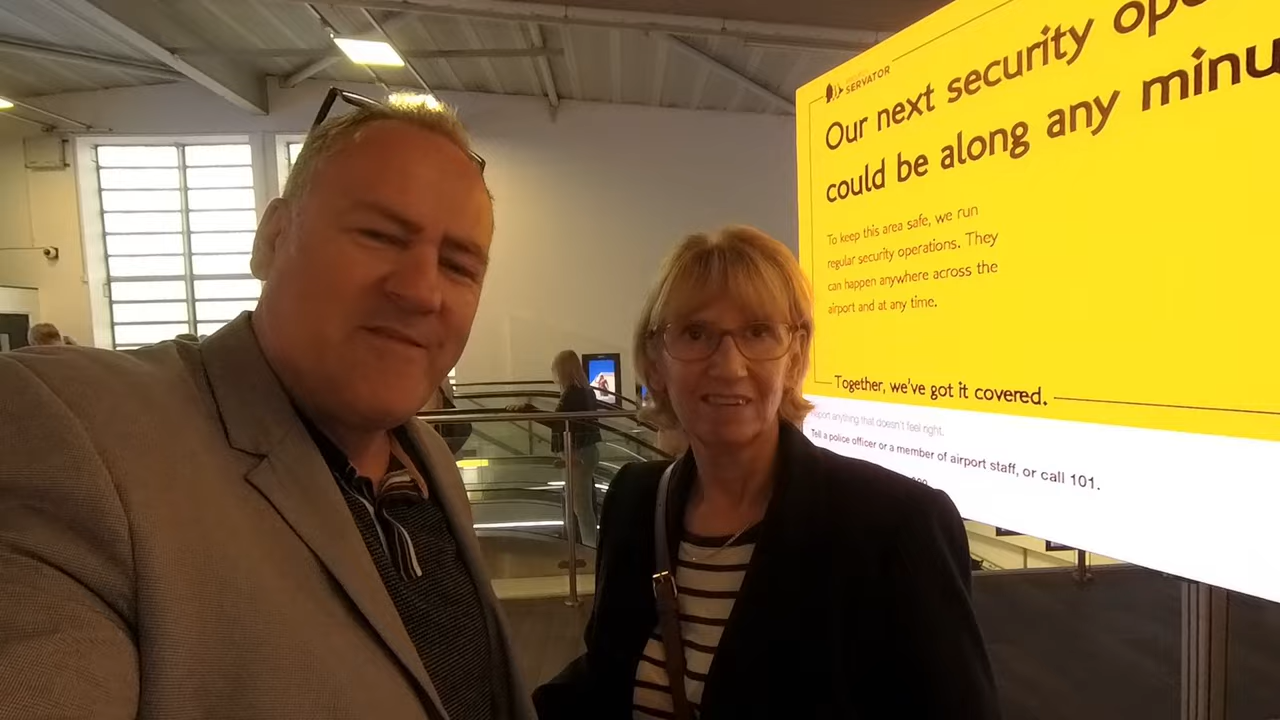 SERVATOR
Our next security
could be along any
To keep this area safe, we run
regular security operations. They
can happen anywhere across the
airport and at any time.
Together, we've got it covered.
Report anything that doesn't feel right.
Tell a police officer or a member of airport staff, or call 101.